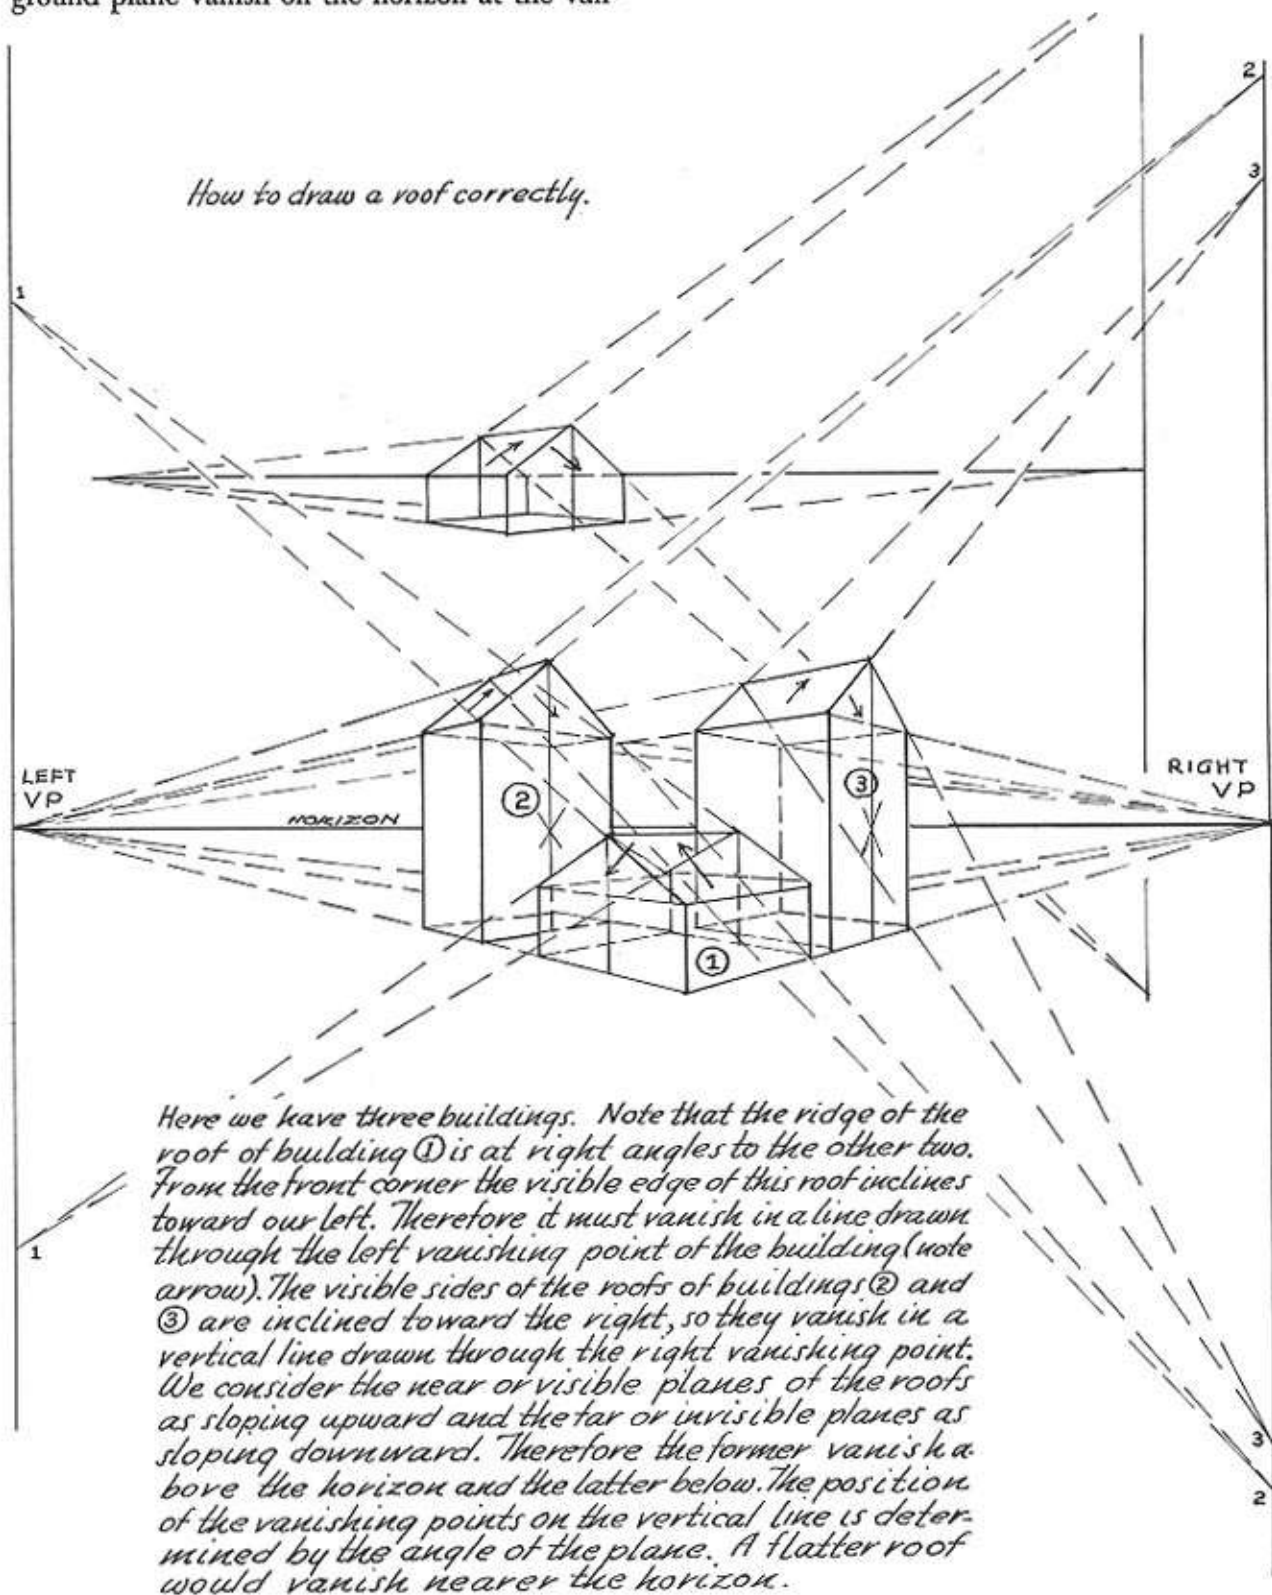 ground plane vanish on the horizon at the van-
2
3
How to draw a roof correctly.
1
LEFT
VP
HORIZON
2
3
RIGHT
VP
1
Here we have three buildings. Note that the ridge of the
roof of building ① is at right angles to the other two.
From the front corner the visible edge of this roof inclines
toward our left. Therefore it must vanish in a line drawn
through the left vanishing point of the building (note
arrow). The visible sides of the roofs of buildings ② and
③ are inclined toward the right, so they vanish in a
vertical line drawn through the right vanishing point.
We consider the near or visible planes of the roofs
as sloping upward and the far or invisible planes as
sloping downward. Therefore the former vanish a-
bove the horizon and the latter below. The position
of the vanishing points on the vertical line is deter-
mined by the angle of the plane. A flatter roof
would vanish nearer the horizon.
1
3
2